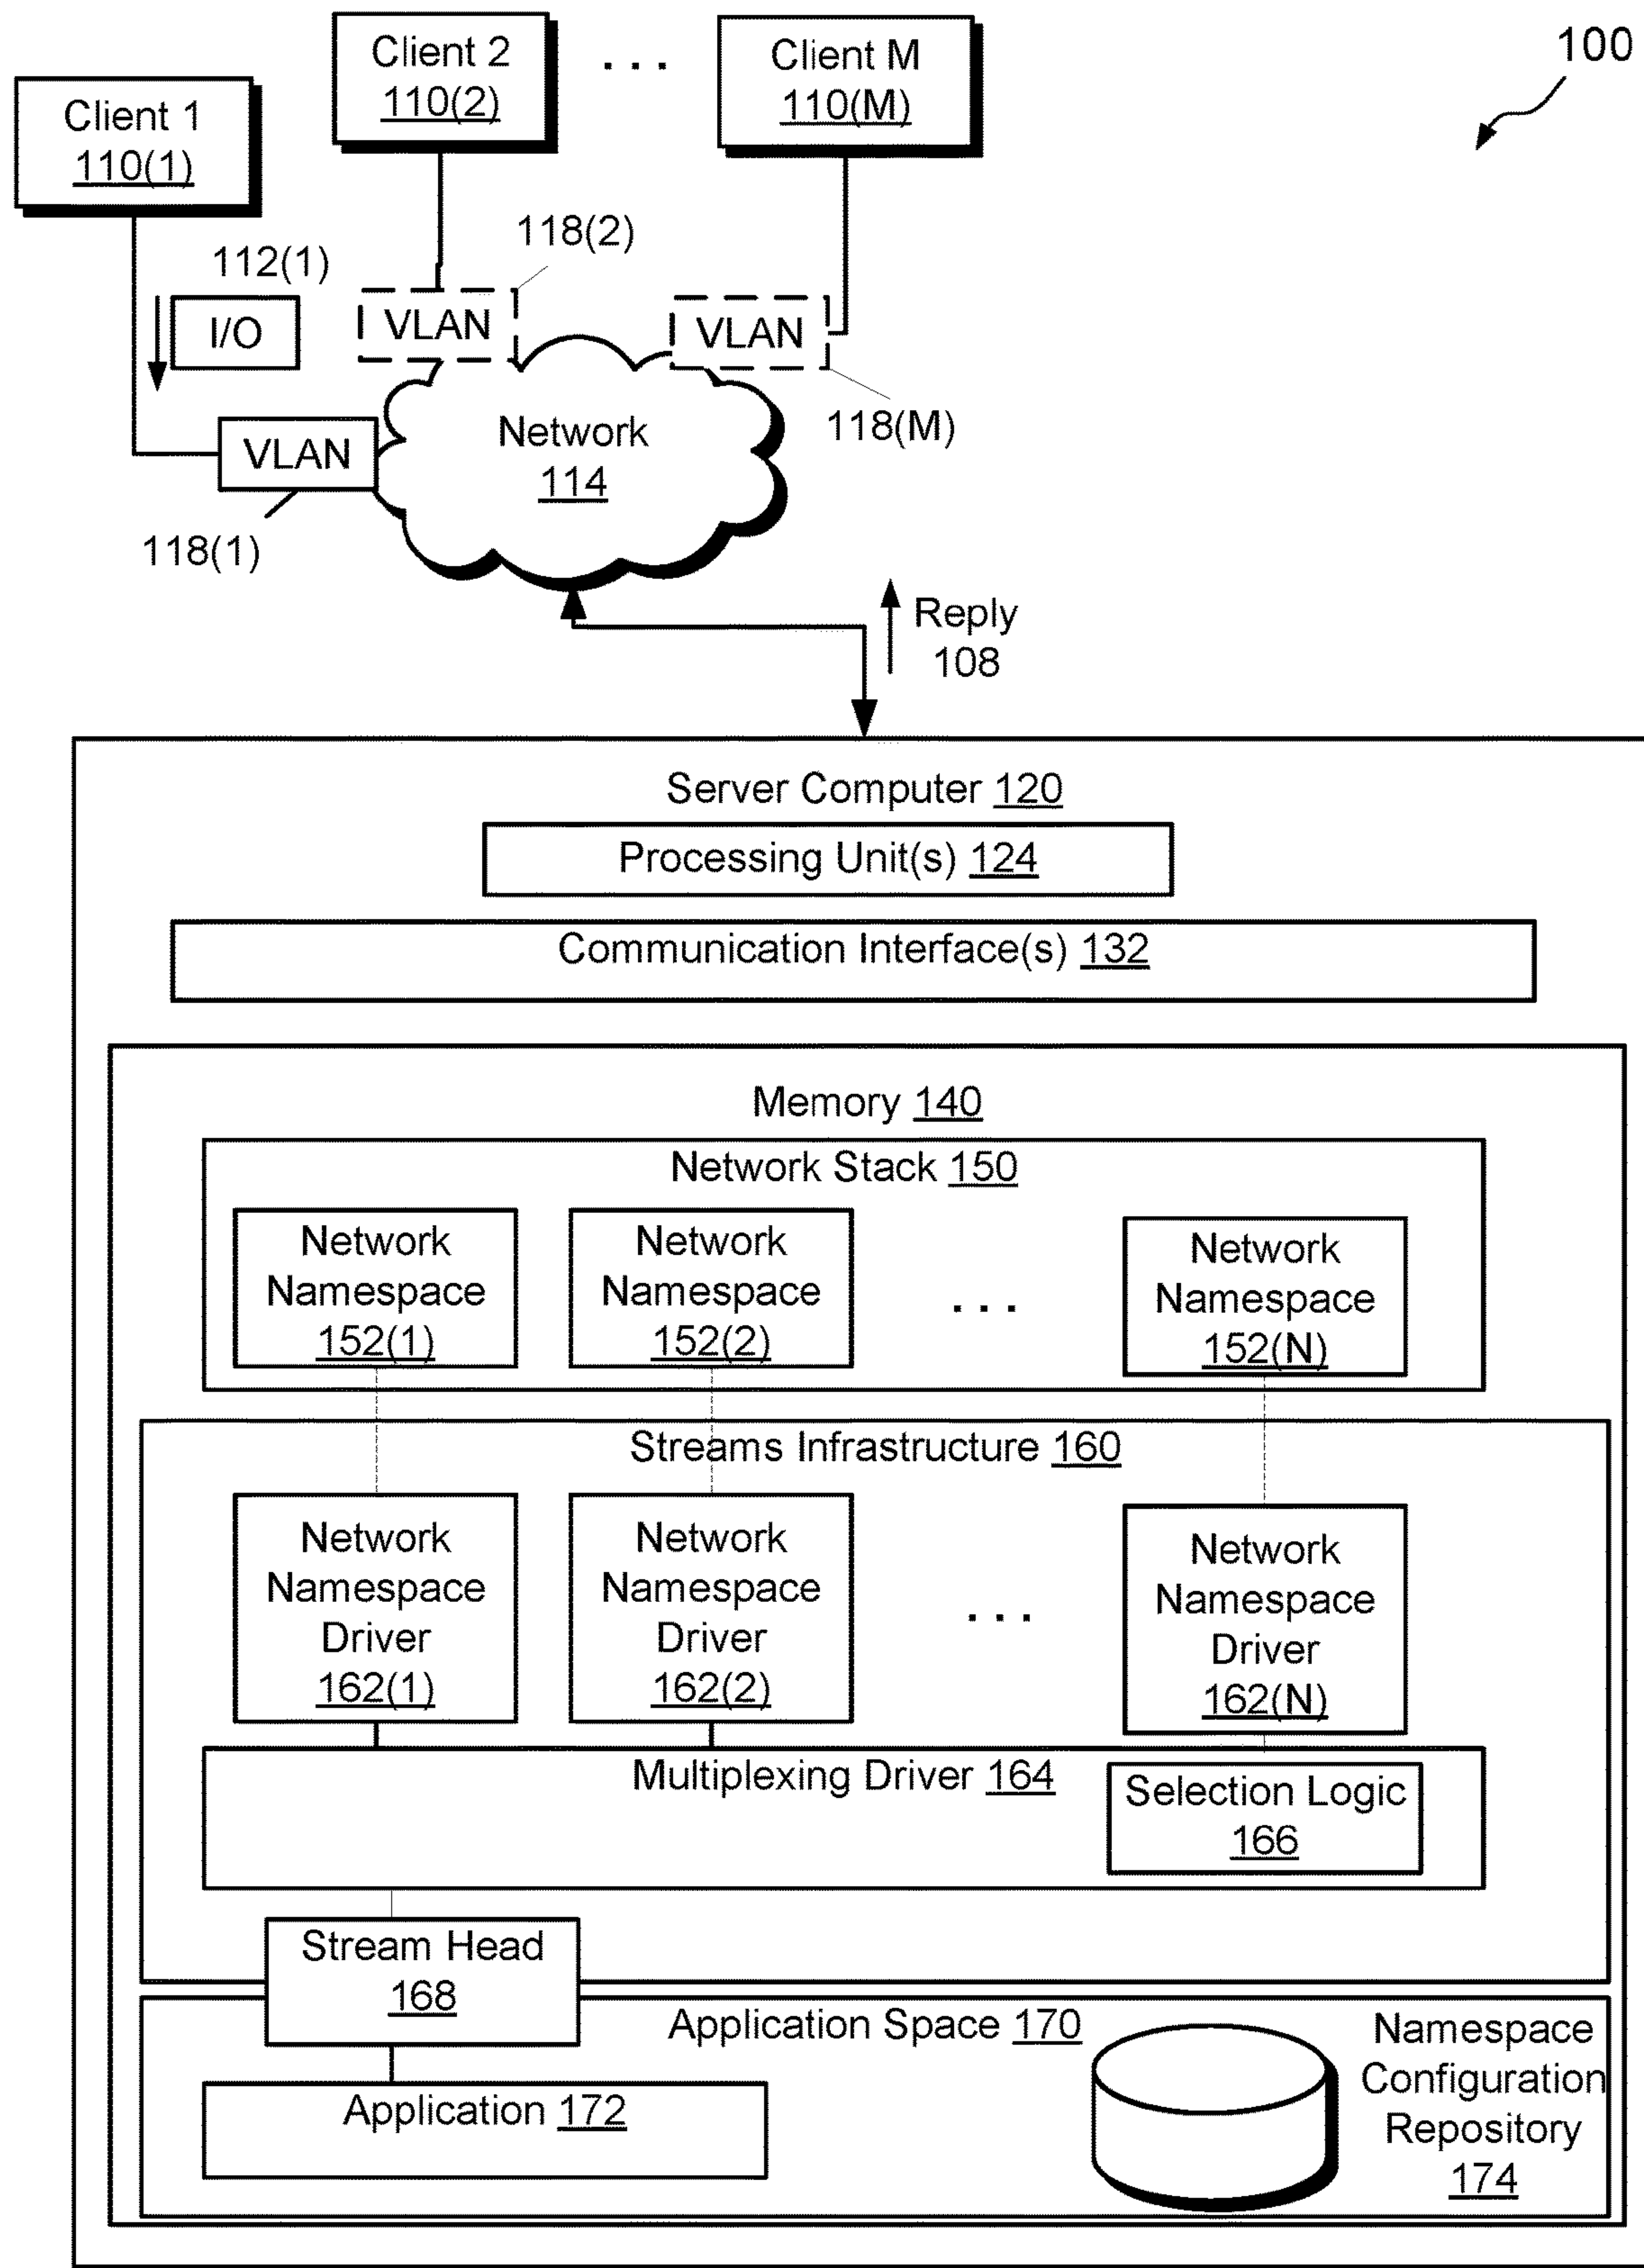 100
Client 1
110(1)
Client 2
110(2)
. . .
Client M
110(M)
112(1)
I/O
118(2)
VLAN
VLAN
118(M)
VLAN
118(1)
Network
114
Reply
108
Server Computer 120
Processing Unit(s) 124
Communication Interface(s) 132
Memory 140
Network Stack 150
Network
Namespace
152(1)
Network
Namespace
152(2)
. . .
Network
Namespace
152(N)
Streams Infrastructure 160
Network
Namespace
Driver
162(1)
Network
Namespace
Driver
162(2)
. . .
Network
Namespace
Driver
162(N)
Multiplexing Driver 164
Selection Logic
166
Stream Head
168
Application Space 170
Application 172
Namespace
Configuration
Repository
174